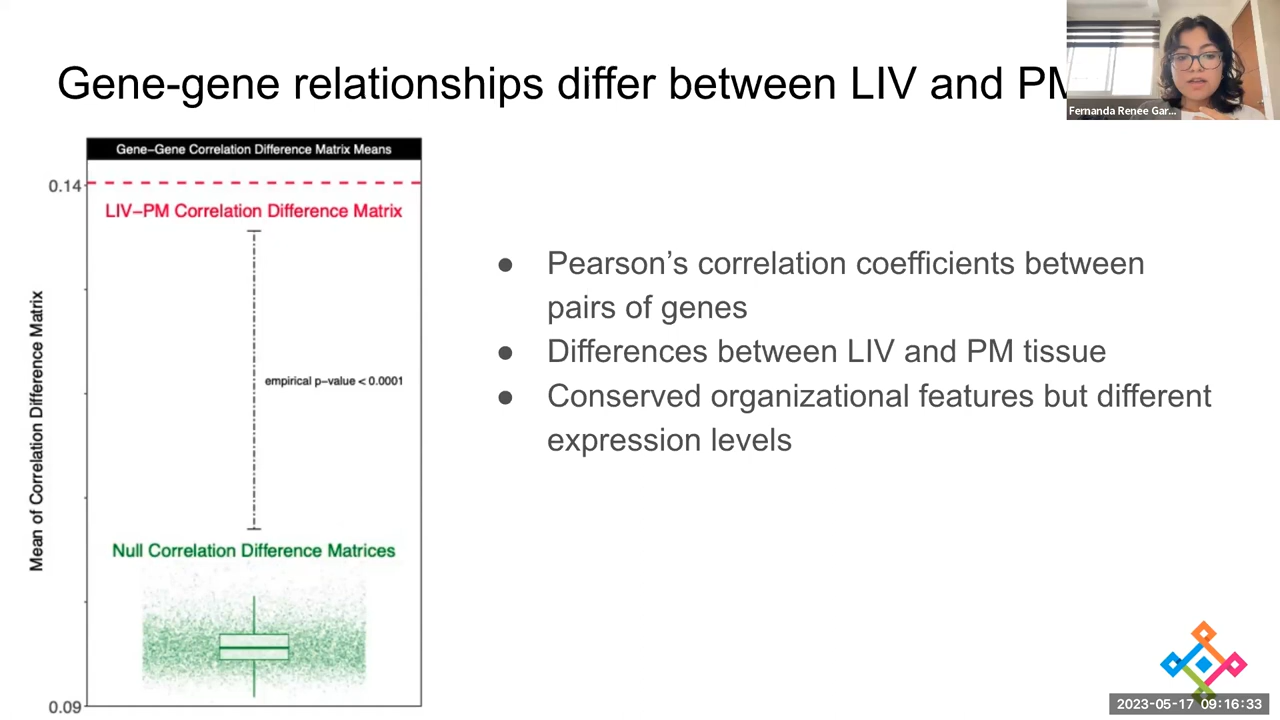 Gene-gene relationships differ between LIV and PM
Fernanda Renée Gar...
Gene–Gene Correlation Difference Matrix Means
0.14
LIV–PM Correlation Difference Matrix
empirical p–value < 0.0001
Null Correlation Difference Matrices
0.09
Mean of Correlation Difference Matrix
● Pearson’s correlation coefficients between
pairs of genes
● Differences between LIV and PM tissue
● Conserved organizational features but different
expression levels
2023-05-17 09:16:33